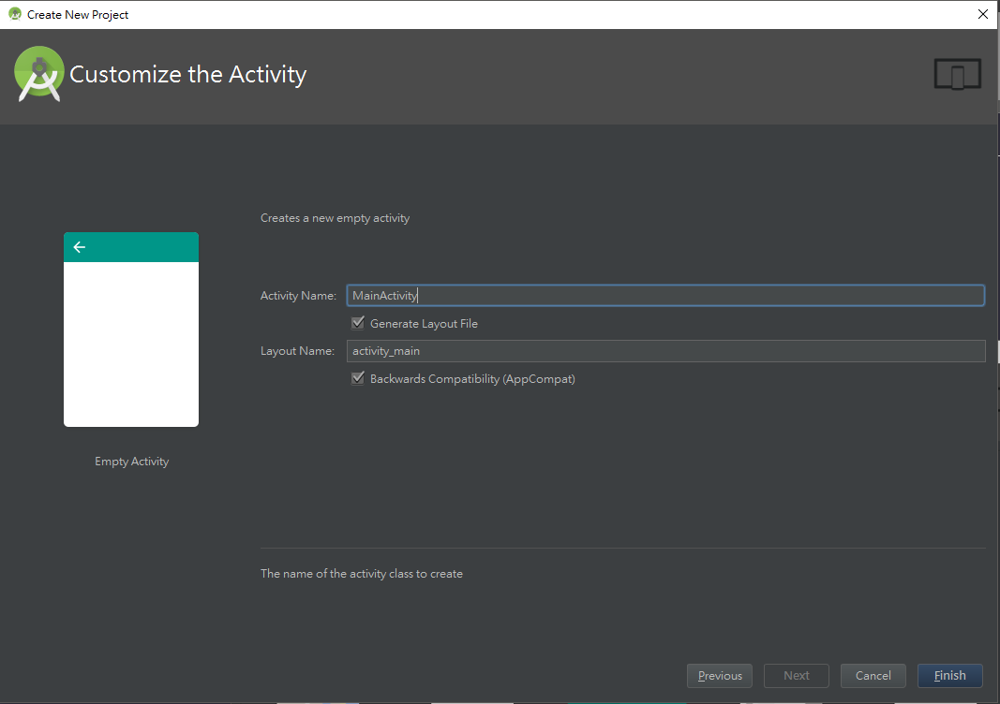 Create New Project
Customize the Activity
Creates a new empty activity
Activity Name: MainActivity
Generate Layout File
Layout Name: activity_main
Backwards Compatibility (AppCompat)
Empty Activity
The name of the activity class to create
Previous Next Cancel Finish